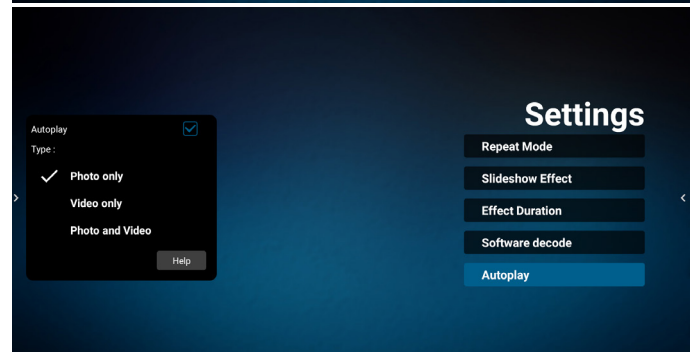 Settings
Autoplay
Type :
Photo only
Video only
Photo and Video
Help
Repeat Mode
Slideshow Effect
Effect Duration
Software decode
Autoplay